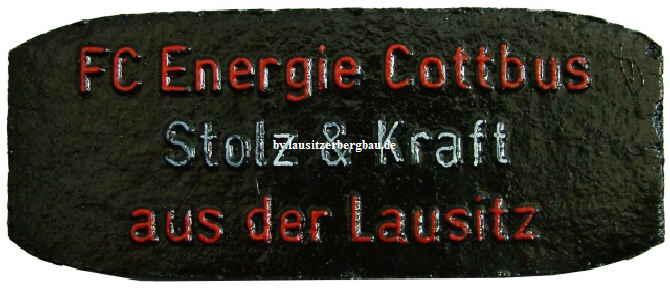 FC Energie Cottbus
Stolz & Kraft
by.lausitzerbergbau.de
aus der Lausitz